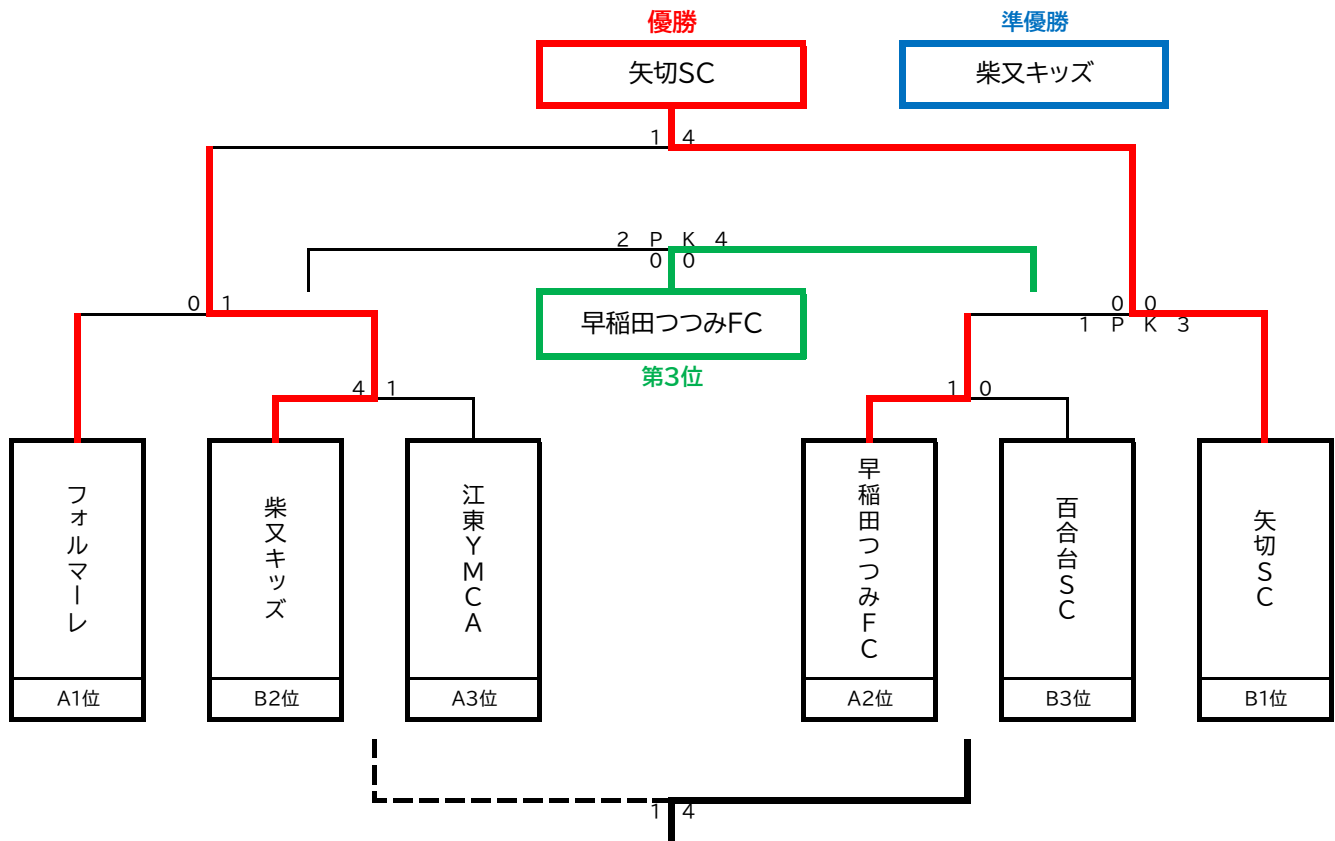 優勝
準優勝
矢切SC
柴又キッズ
1 4
2 P K 4
0 0
早稲田つつみFC
第3位
0 1
0 0
1 P K 3
4 1
1 0
フォルマーレ
柴又キッズ
江東YMCA
早稲田つつみFC
百合台SC
矢切SC
A1位
B2位
A3位
A2位
B3位
B1位
1 4